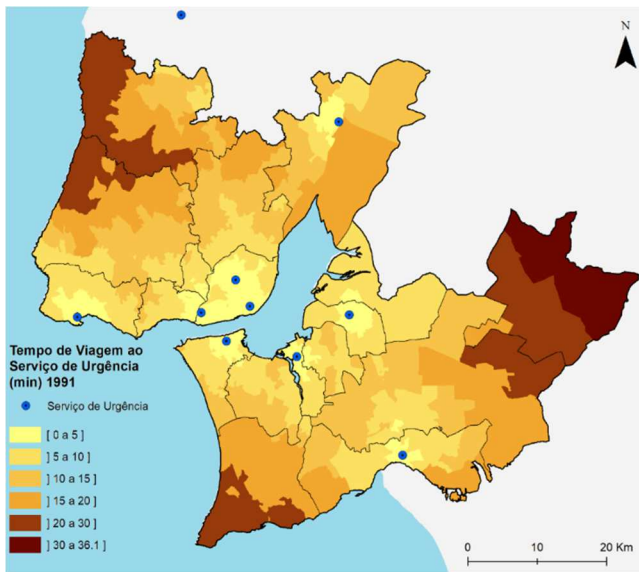 N
Tempo de Viagem ao
Serviço de Urgência
(min) 1991
Serviço de Urgência
[ 0 a 5 ]
] 5 a 10 ]
] 10 a 15 ]
] 15 a 20 ]
] 20 a 30 ]
] 30 a 36.1 ]
0 10 20 Km